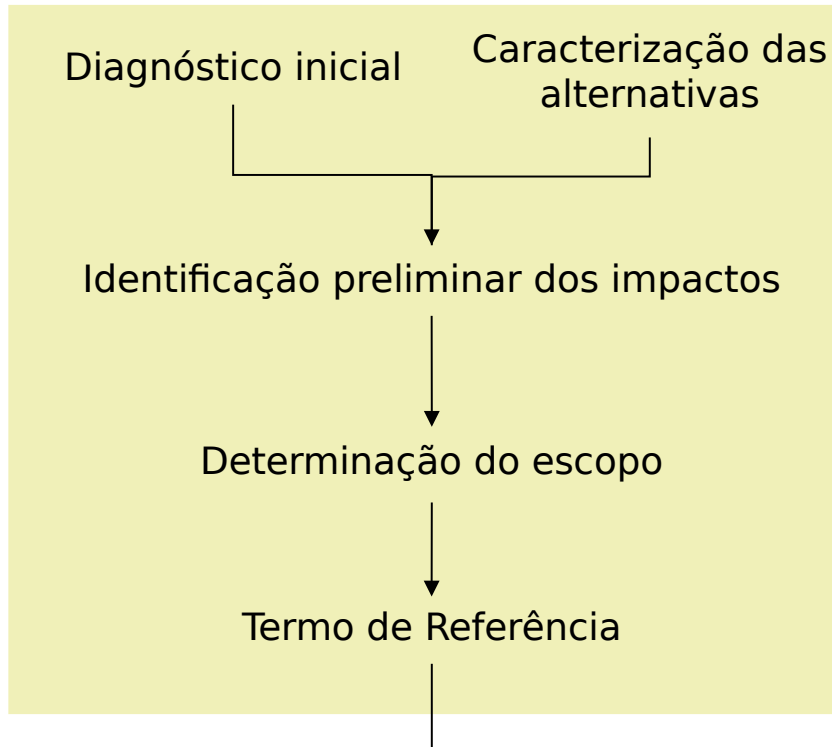 Diagnóstico inicial
Caracterização das
alternativas
Identificação preliminar dos impactos
Determinação do escopo
Termo de Referência